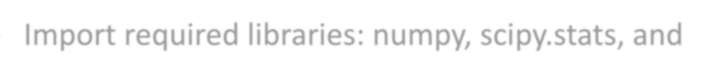 Import required libraries: numpy, scipy.stats, and